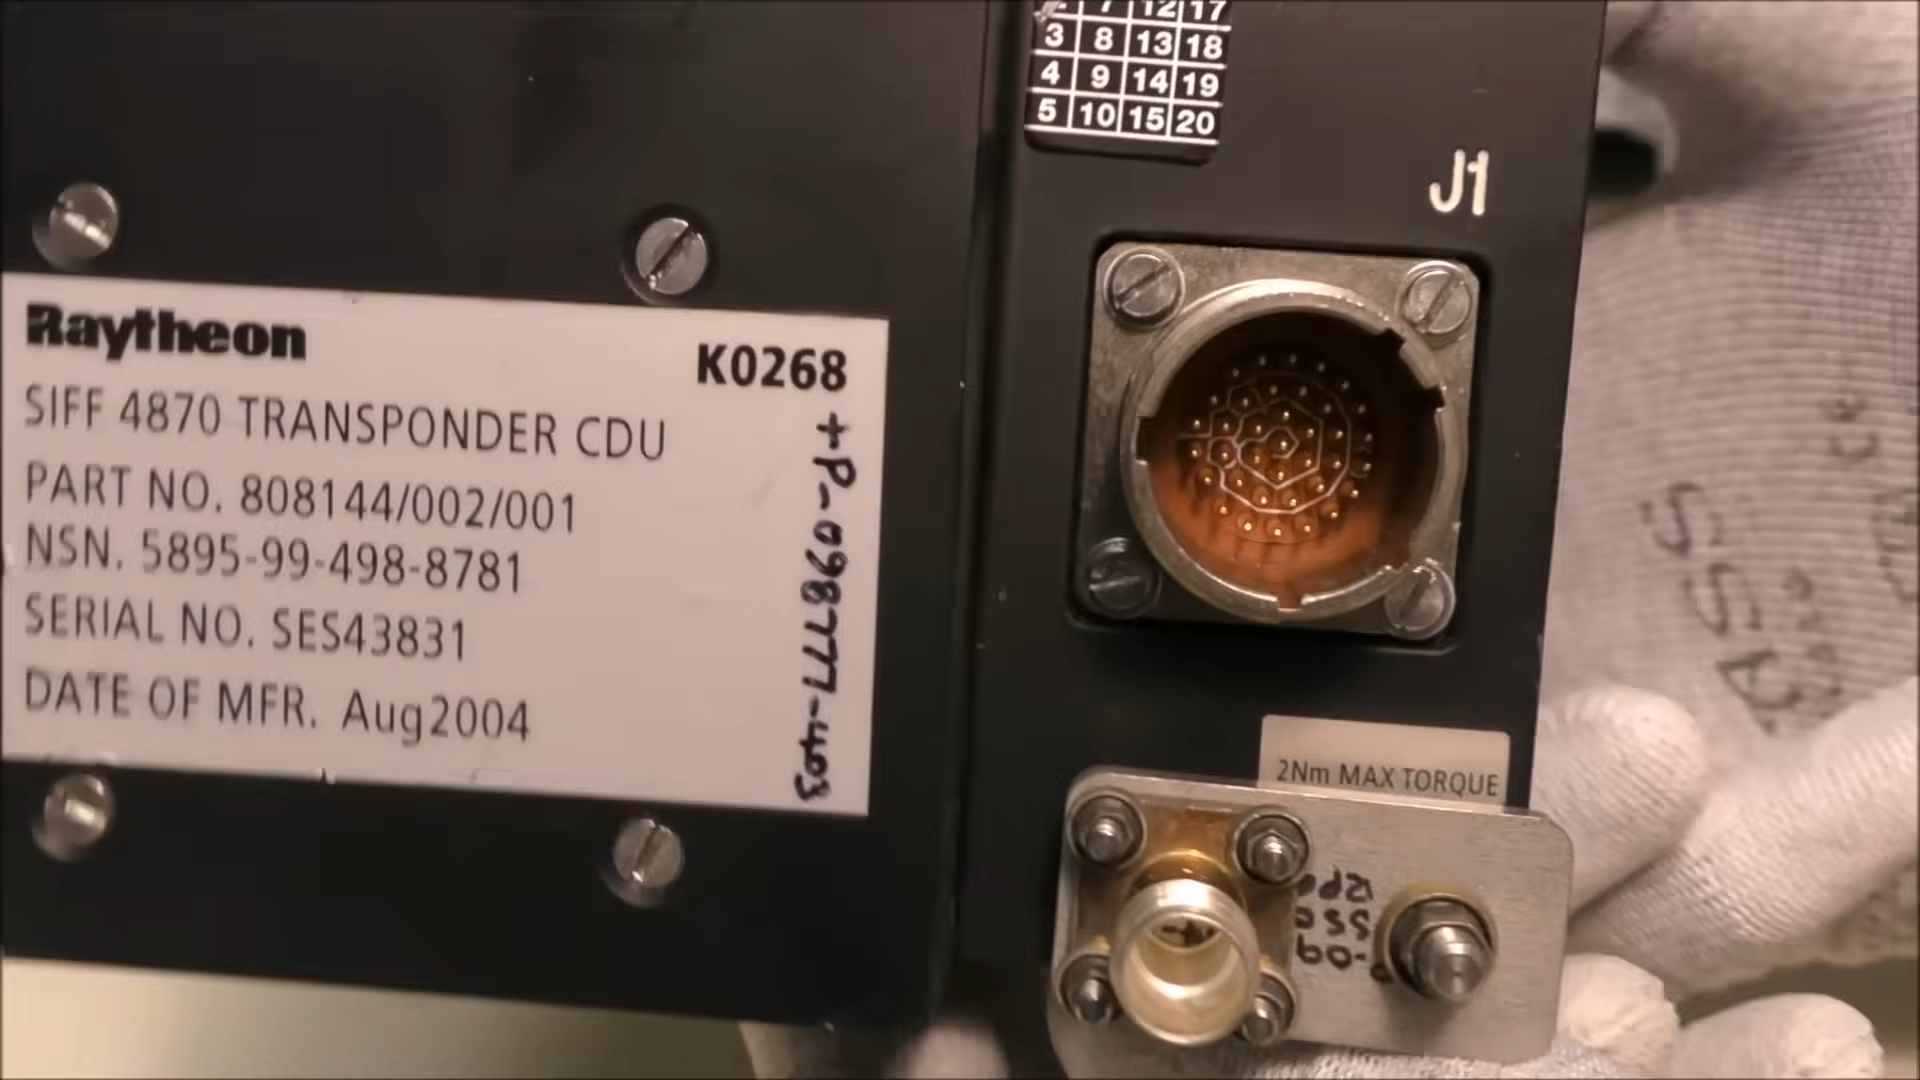 Raytheon
K0268
SIFF 4870 TRANSPONDER CDU
PART NO. 808144/002/001
NSN. 5895-99-498-8781
SERIAL NO. SES43831
DATE OF MFR. Aug2004
7 12 17
3 8 13 18
4 9 14 19
5 10 15 20
J1
2Nm MAX TORQUE